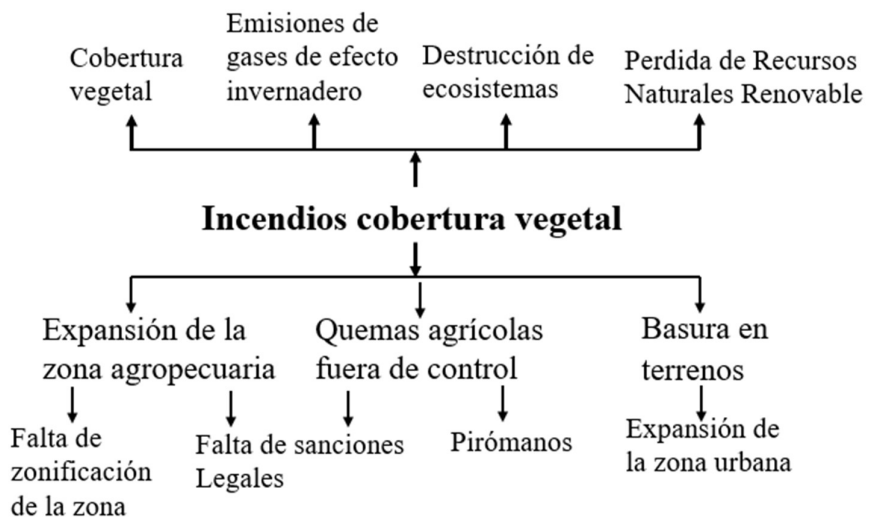 Cobertura
vegetal
Emisiones de
gases de efecto
invernadero
Destrucción de
ecosistemas
Perdida de Recursos
Naturales Renovable
Incendios cobertura vegetal
Expansión de la
zona agropecuaria
Quemas agrícolas
fuera de control
Basura en
terrenos
Falta de
zonificación
de la zona
Falta de sanciones
Legales
Pirómanos
Expansión de
la zona urbana